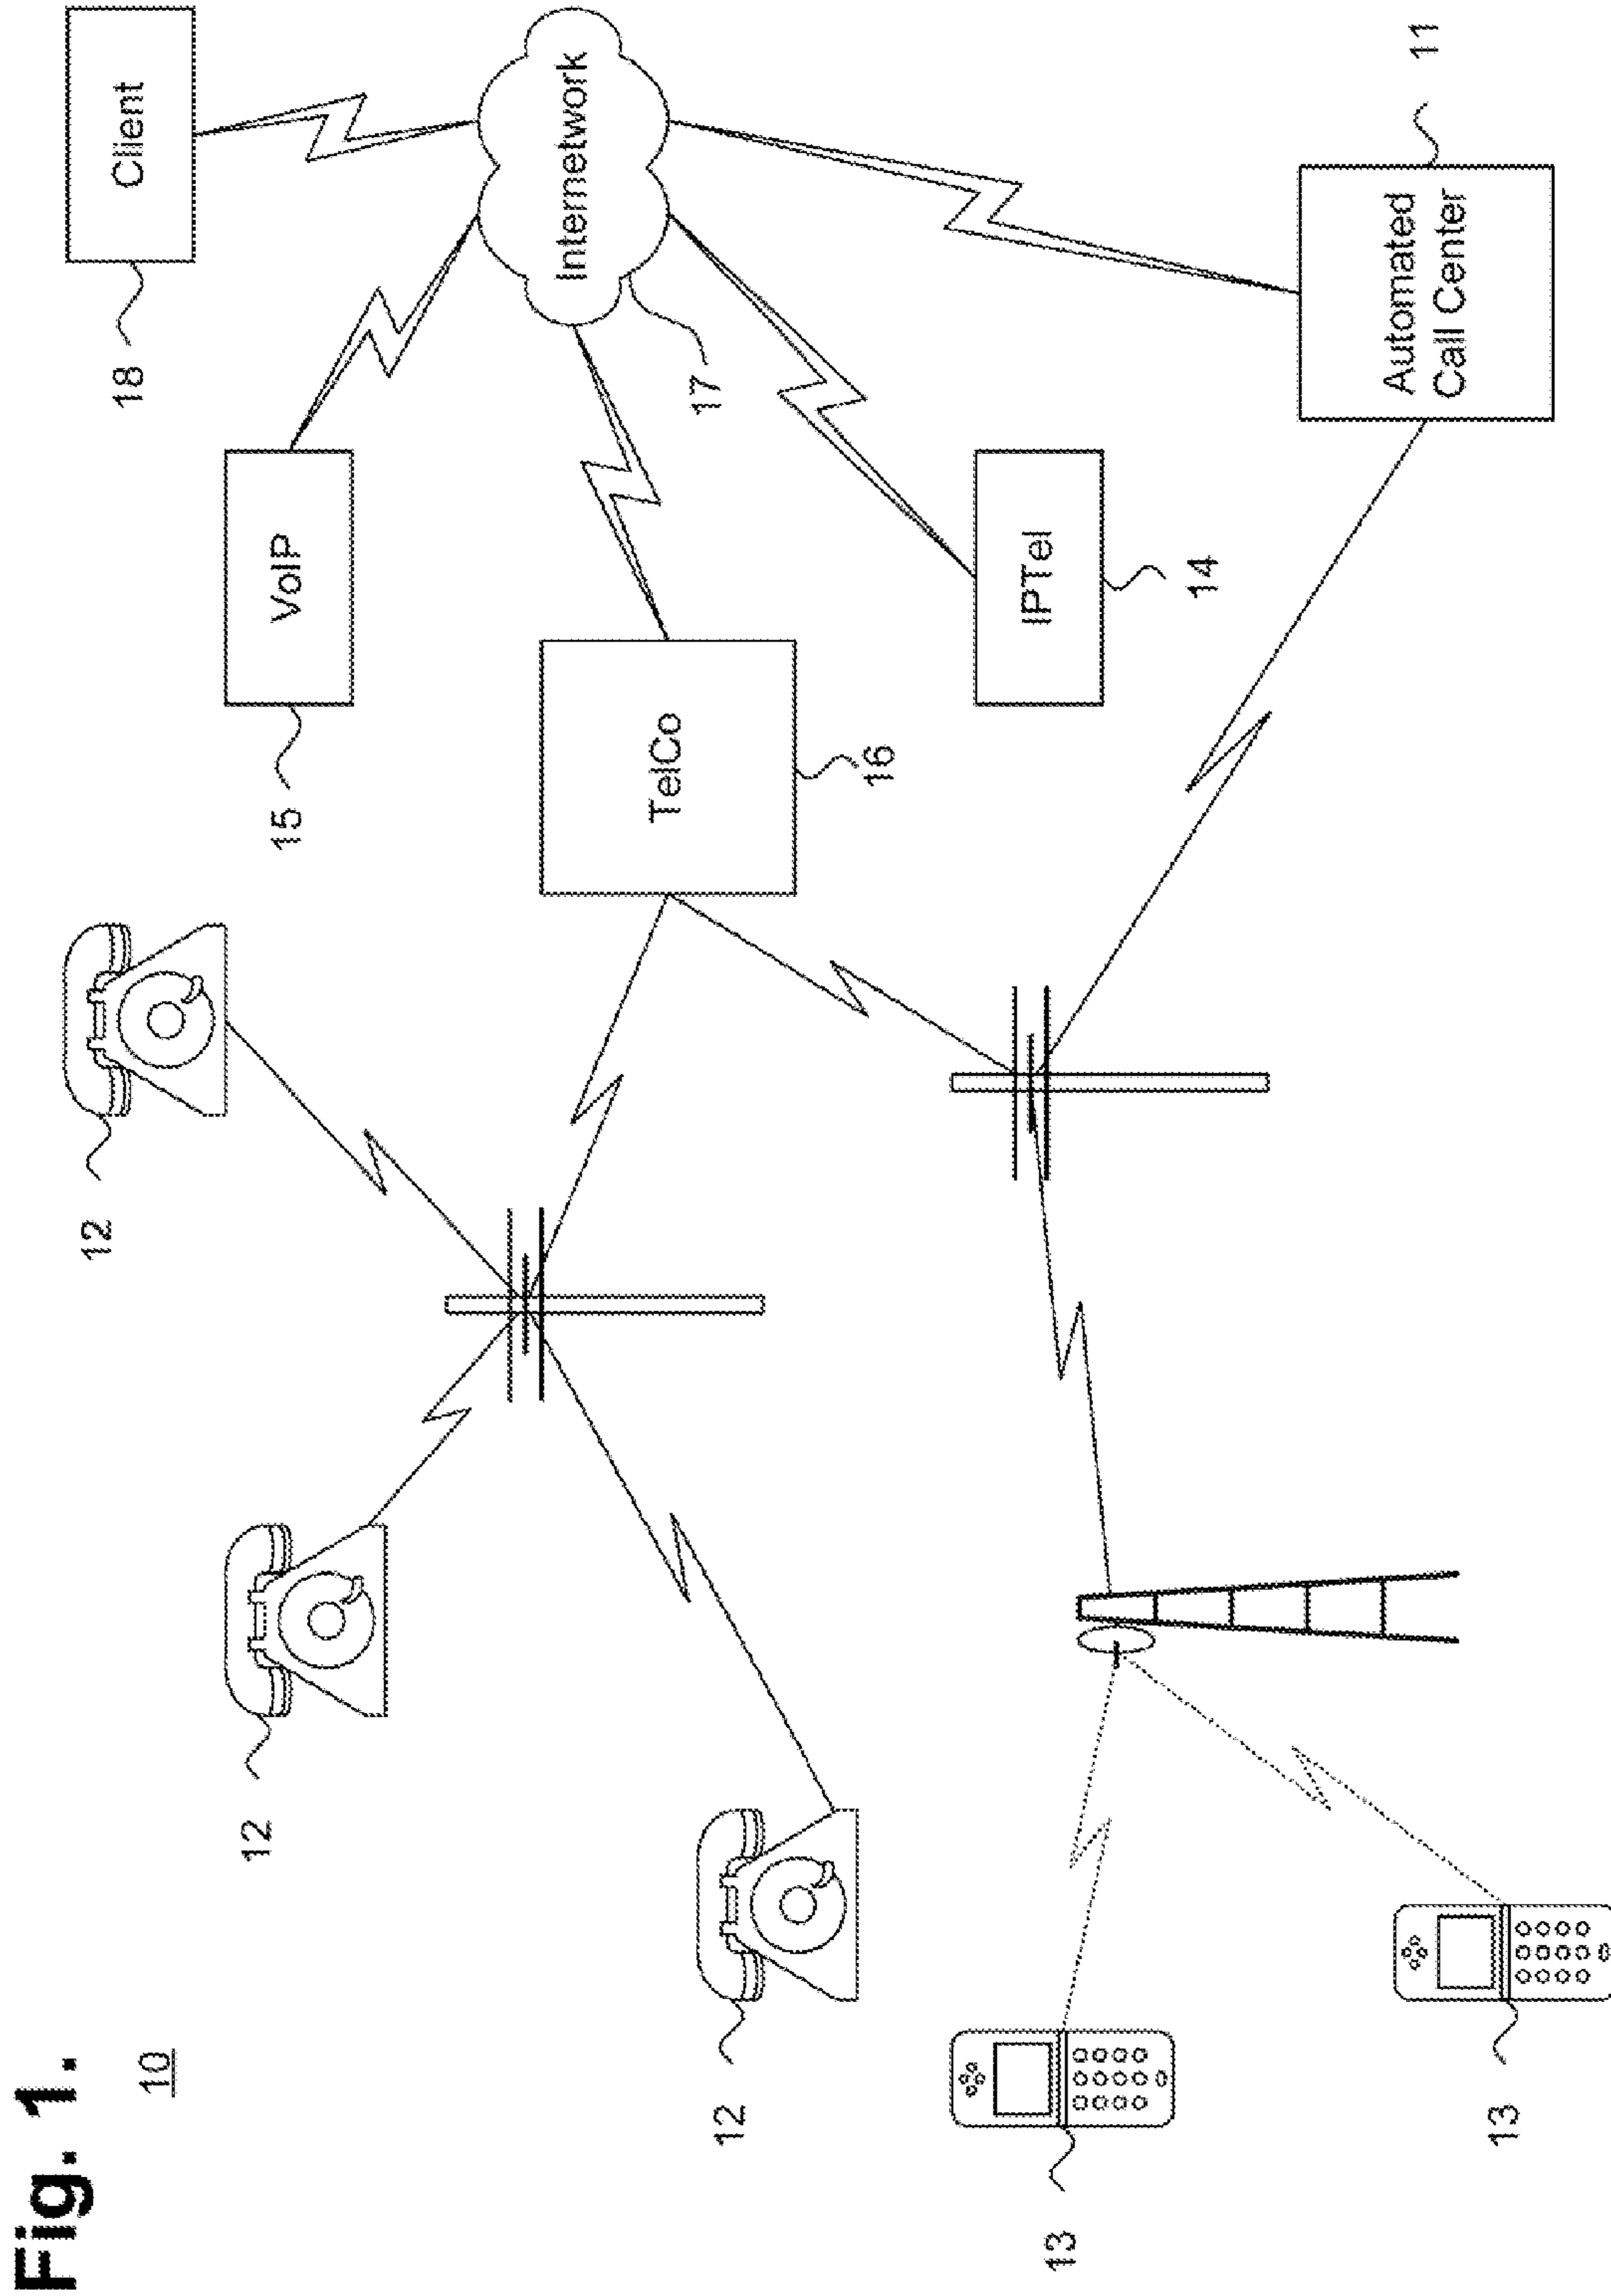 Fig. 1.
10
12
18
Client
12
15
VoIP
Internetwork
TelCo
17
12
16
IPTel
13
14
Automated
Call Center
11
13